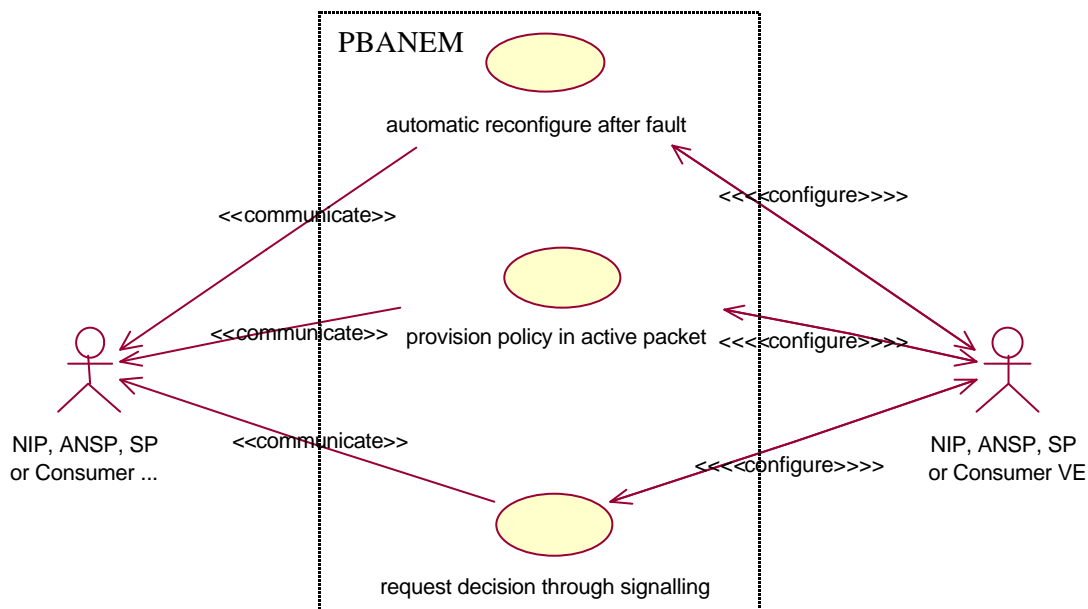 PBANEM
automatic reconfigure after fault
<<communicate>>
<<<<configure>>>>
<<communicate>>
provision policy in active packet
<<<<configure>>>>
NIP, ANSP, SP
or Consumer ...
<<communicate>>
<<<<configure>>>>
NIP, ANSP, SP
or Consumer VE
request decision through signalling